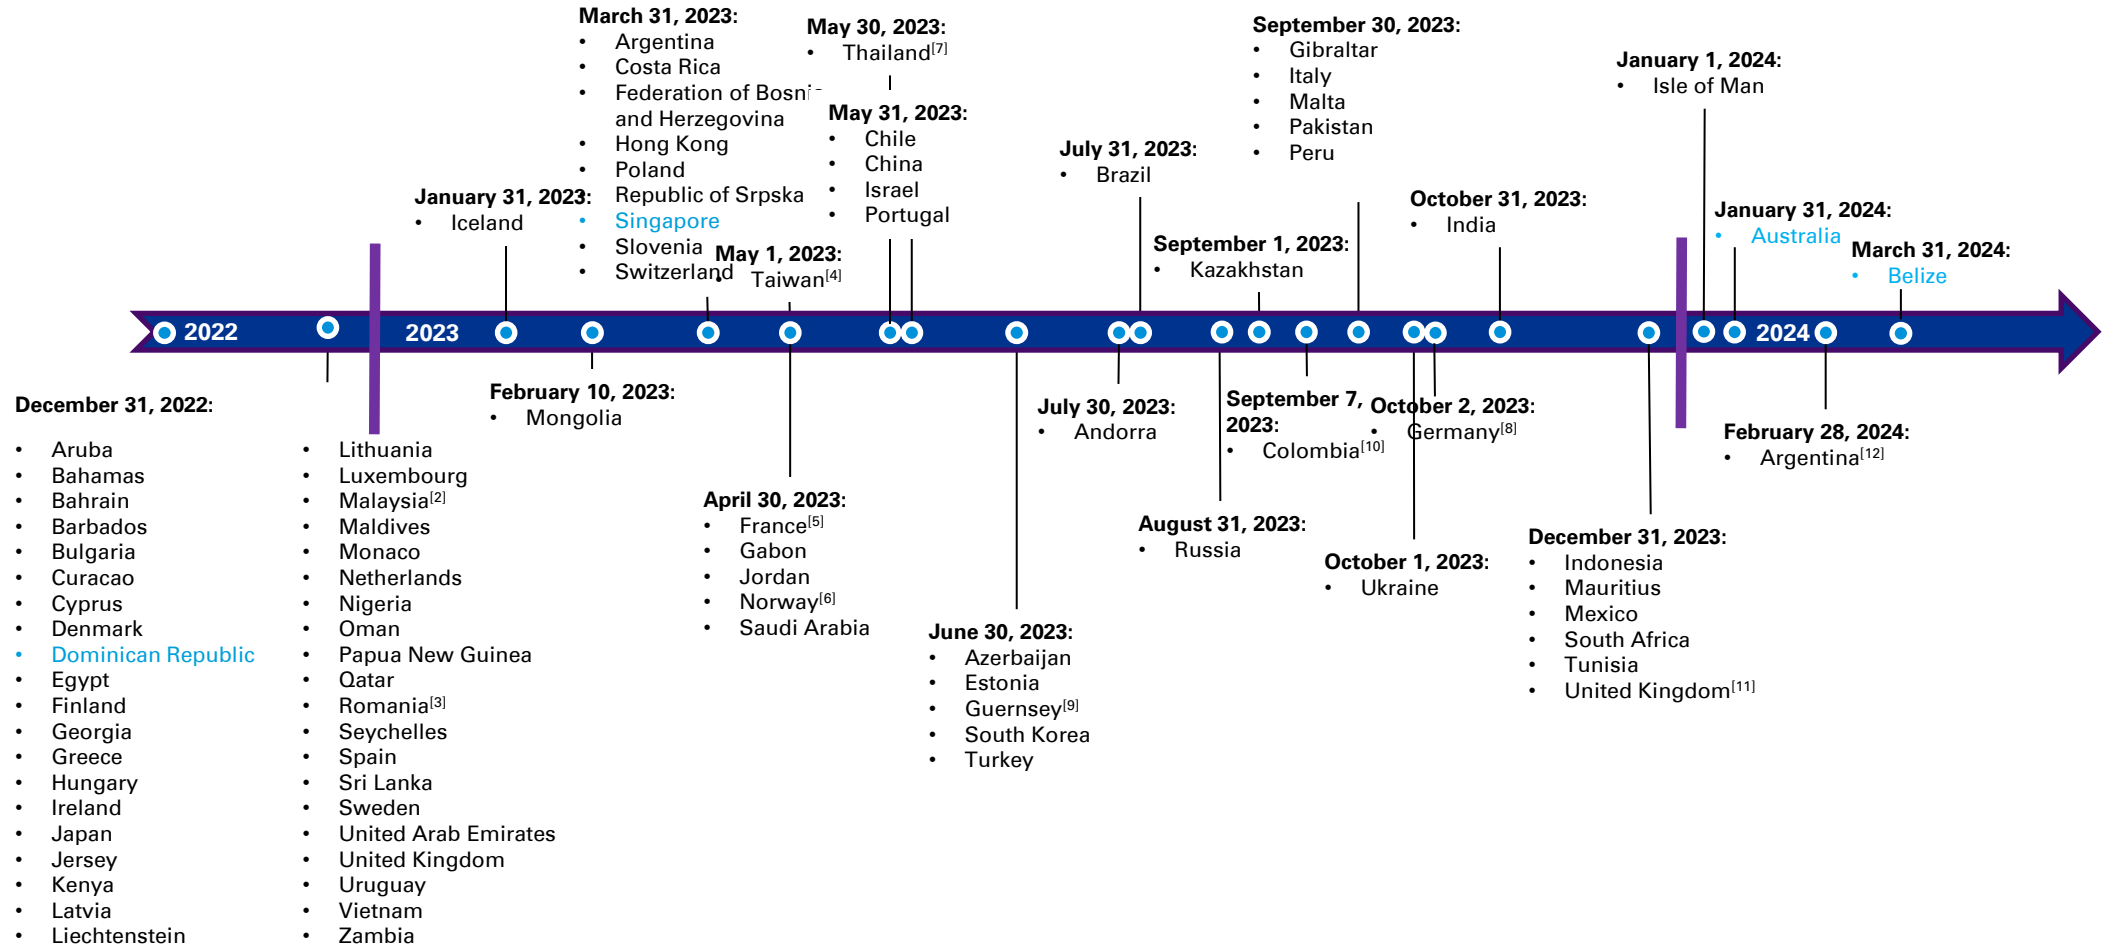 March 31, 2023:
• Argentina
• Costa Rica
• Federation of Bosnia
and Herzegovina
• Hong Kong
• Poland
• Republic of Srpska
• Singapore
• Slovenia
• Switzerland
May 30, 2023:
• Thailand[7]
May 31, 2023:
• Chile
• China
• Israel
• Portugal
September 30, 2023:
• Gibraltar
• Italy
• Malta
• Pakistan
• Peru
January 1, 2024:
• Isle of Man
July 31, 2023:
• Brazil
January 31, 2023:
• Iceland
May 1, 2023:
• Taiwan[4]
September 1, 2023:
• Kazakhstan
October 31, 2023:
• India
January 31, 2024:
• Australia
March 31, 2024:
• Belize
2022
2023
2024
December 31, 2022:
• Aruba
• Bahamas
• Bahrain
• Barbados
• Bulgaria
• Curacao
• Cyprus
• Denmark
• Dominican Republic
• Egypt
• Finland
• Georgia
• Greece
• Hungary
• Ireland
• Japan
• Jersey
• Kenya
• Latvia
• Liechtenstein
• Lithuania
• Luxembourg
• Malaysia[2]
• Maldives
• Monaco
• Netherlands
• Nigeria
• Oman
• Papua New Guinea
• Qatar
• Romania[3]
• Seychelles
• Spain
• Sri Lanka
• Sweden
• United Arab Emirates
• United Kingdom
• Uruguay
• Vietnam
• Zambia
February 10, 2023:
• Mongolia
April 30, 2023:
• France[5]
• Gabon
• Jordan
• Norway[6]
• Saudi Arabia
June 30, 2023:
• Azerbaijan
• Estonia
• Guernsey[9]
• South Korea
• Turkey
July 30, 2023:
• Andorra
August 31, 2023:
• Russia
September 7,
2023:
• Colombia[10]
October 2, 2023:
• Germany[8]
October 1, 2023:
• Ukraine
December 31, 2023:
• Indonesia
• Mauritius
• Mexico
• South Africa
• Tunisia
• United Kingdom[11]
February 28, 2024:
• Argentina[12]